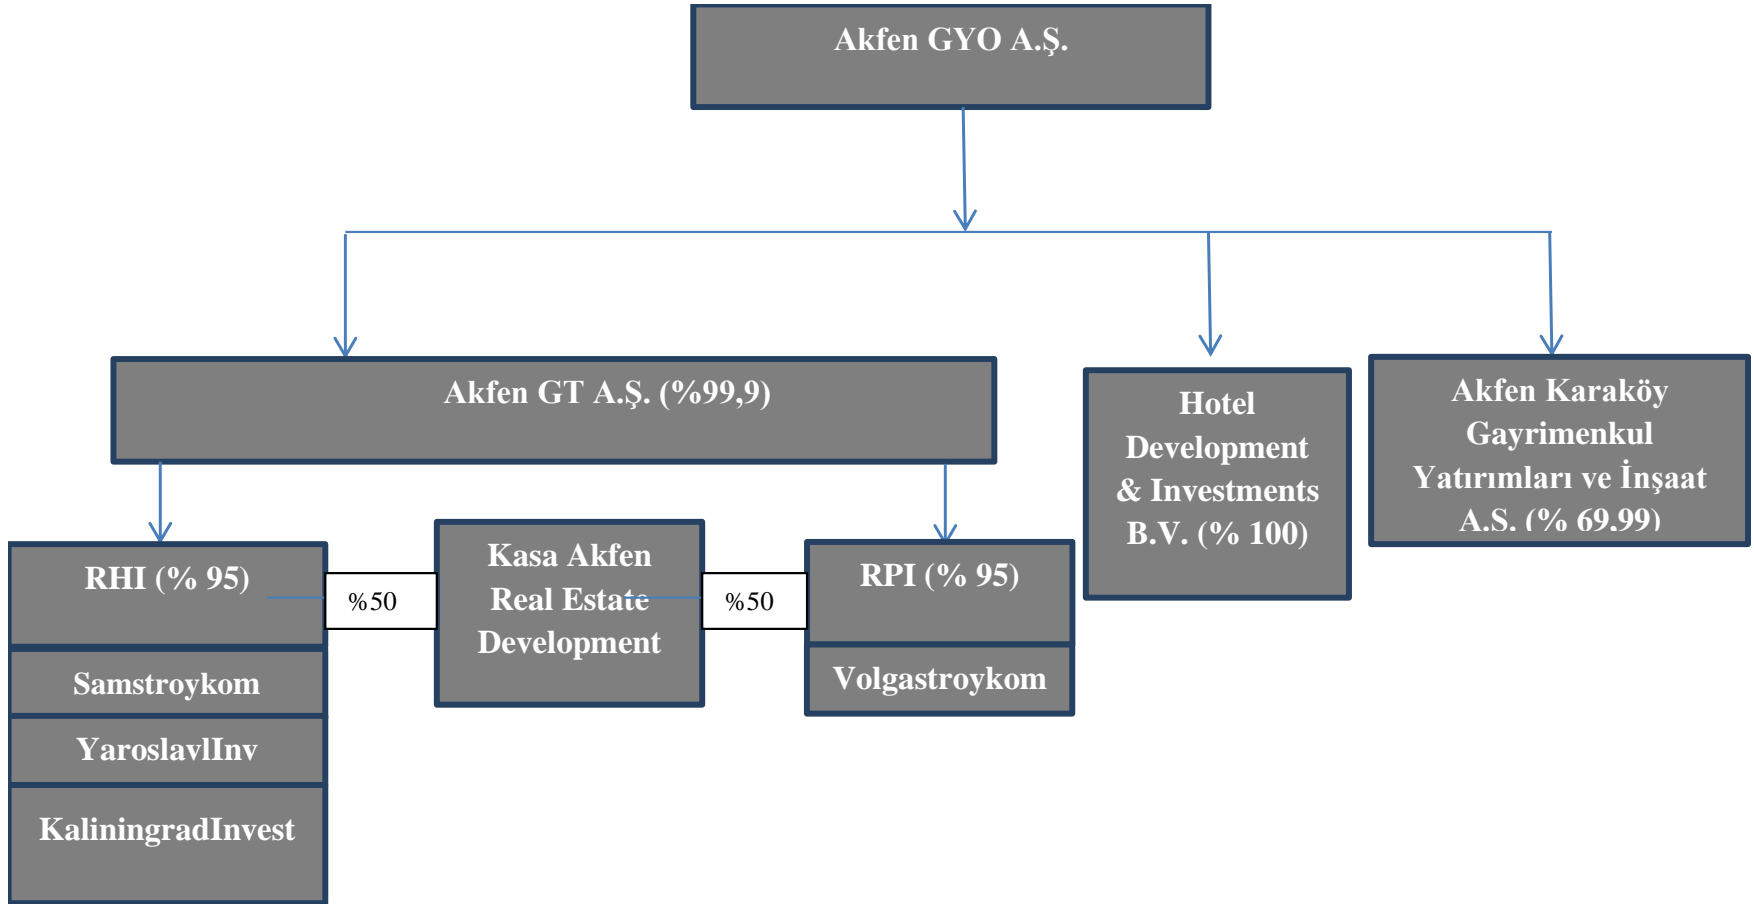 Akfen GYO A.Ş.
Akfen GT A.Ş. (%99,9)
Hotel
Development
& Investments
B.V. (% 100)
Akfen Karaköy
Gayrimenkul
Yatırımları ve İnşaat
A.S. (% 69,99)
RHI (% 95)
%50
Kasa Akfen
Real Estate
Development
%50
RPI (% 95)
Samstroykom
YaroslavlInv
KaliningradInvest
Volgastroykom